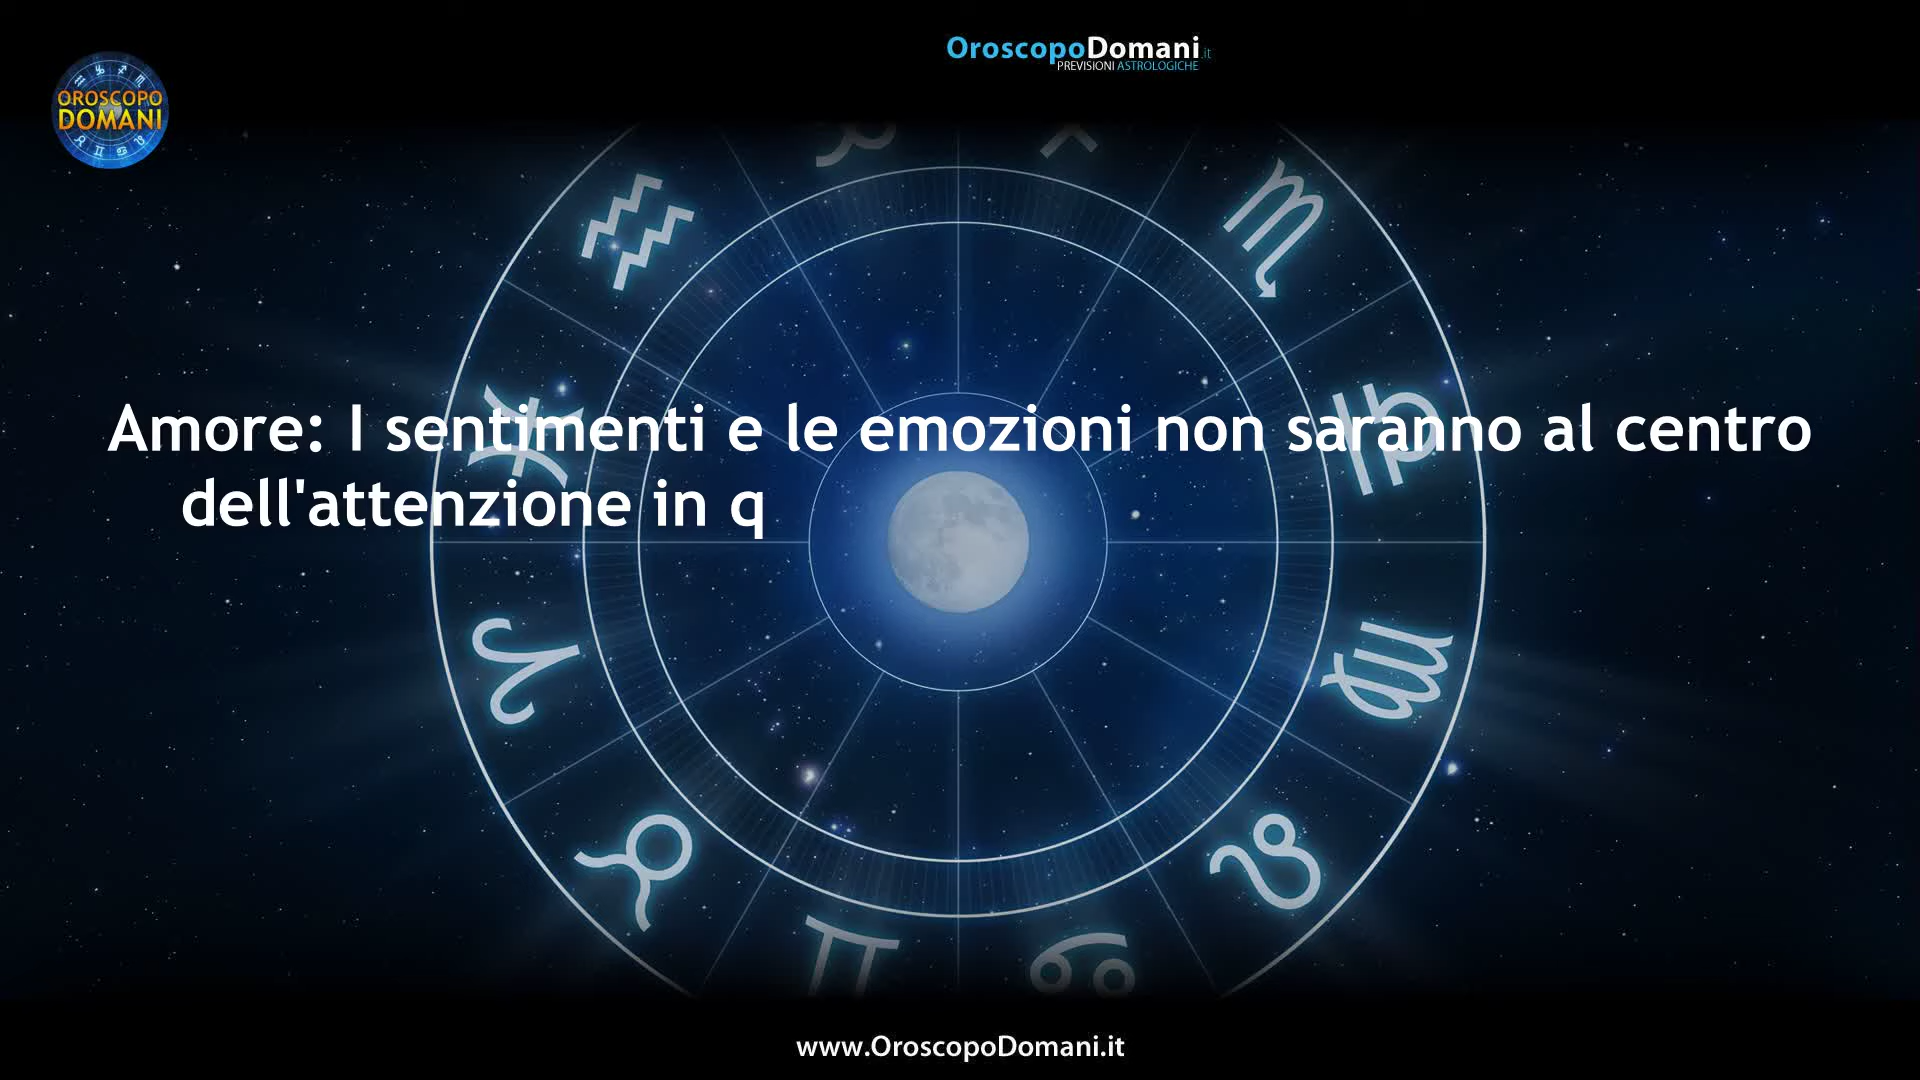 OroscopoDomani.it
PREVISIONI ASTROLOGICHE
OROSCOPO
DOMANI
Amore: I sentimenti e le emozioni non saranno al centro
dell'attenzione in q
www.OroscopoDomani.it